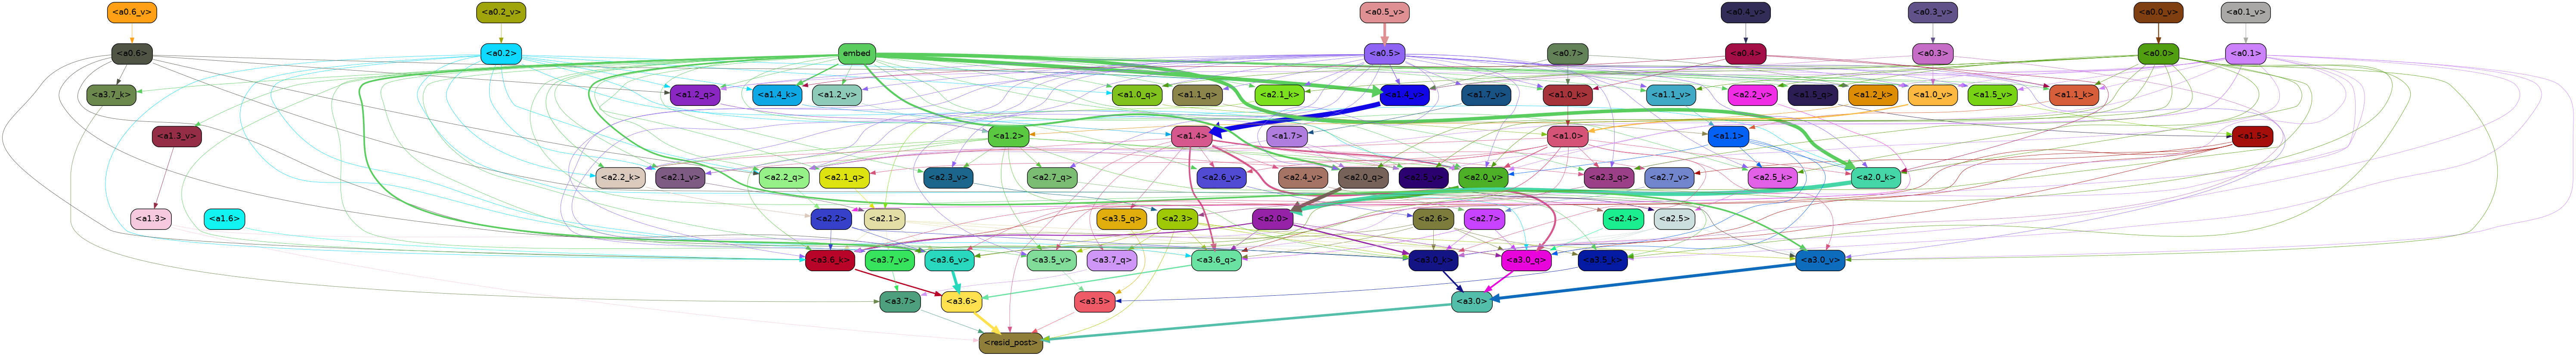 <a0.6_v> <a0.2_v> <a0.5_v> <a0.4_v> <a0.3_v> <a0.0_v> <a0.1_v>
<a0.6> <a0.2> embed <a0.5> <a0.7> <a0.4> <a0.3> <a0.0> <a0.1>
<a3.7_k> <a1.2_q> <a1.4_k> <a1.2_v> <a1.0_q> <a1.1_q> <a2.1_k> <a1.4_v> <a1.7_v> <a1.0_k> <a1.1_v> <a2.2_v> <a1.5_q> <a1.2_k> <a1.0_v> <a1.5_v> <a1.1_k>
<a1.3_v> <a1.2> <a1.4> <a1.7> <a1.0> <a1.1> <a1.5>
<a2.2_k> <a2.1_v> <a2.2_q> <a2.1_q> <a2.3_v> <a2.7_q> <a2.6_v> <a2.4_v> <a2.0_q> <a2.0_v> <a2.3_q> <a2.7_v> <a2.5_k> <a2.0_k>
<a1.3> <a1.6> <a2.2> <a2.1> <a3.5_q> <a2.3> <a2.0> <a2.6> <a2.7> <a2.4> <a2.5>
<a3.6_k> <a3.7_v> <a3.6_v> <a3.5_v> <a3.7_q> <a3.6_q> <a3.0_k> <a3.0_q> <a3.5_k> <a3.0_v>
<a3.7> <a3.6> <a3.5> <a3.0>
<resid_post>